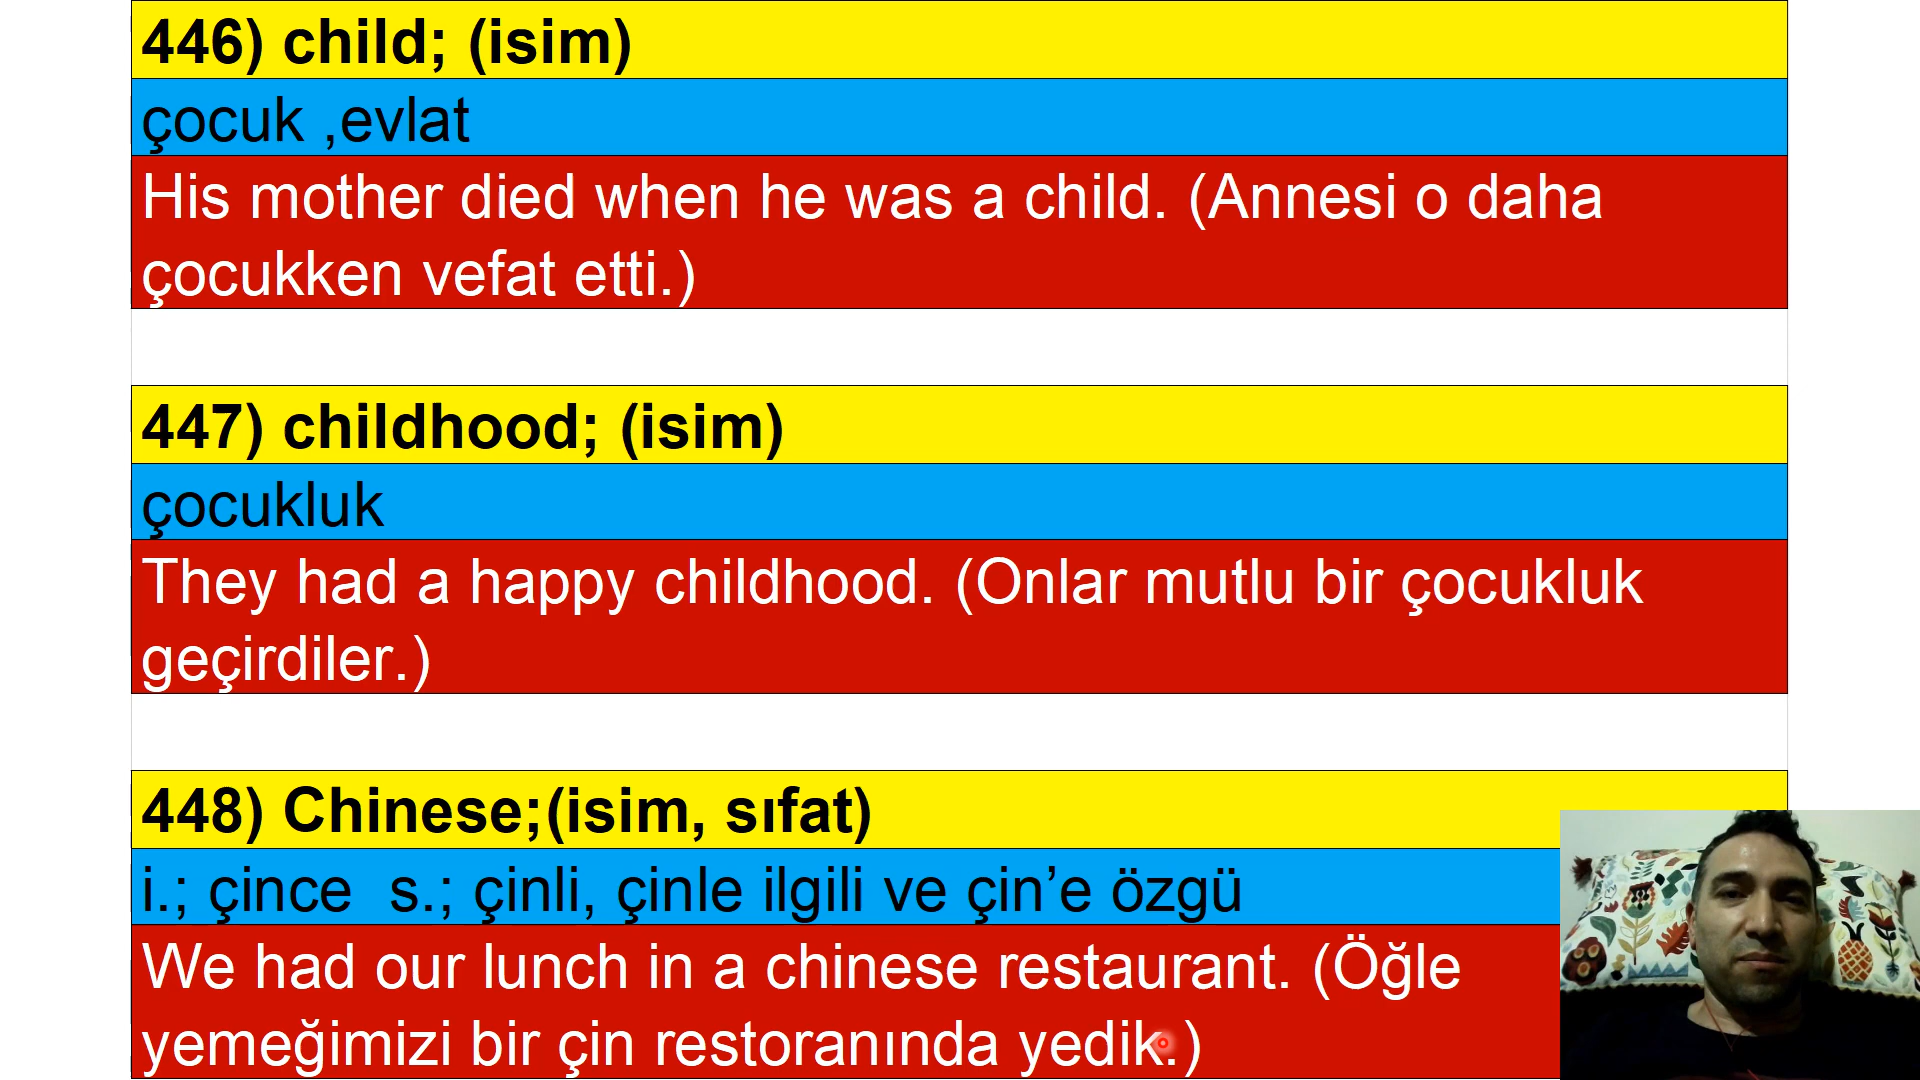 446) child; (isim)
çocuk ,evlat
His mother died when he was a child. (Annesi o daha
çocukken vefat etti.)
447) childhood; (isim)
çocukluk
They had a happy childhood. (Onlar mutlu bir çocukluk
geçirdiler.)
448) Chinese;(isim, sıfat)
i.; çince  s.; çinli, çinle ilgili ve çin’e özgü
We had our lunch in a chinese restaurant. (Öğle
yemeğimizi bir çin restoranında yedik.)